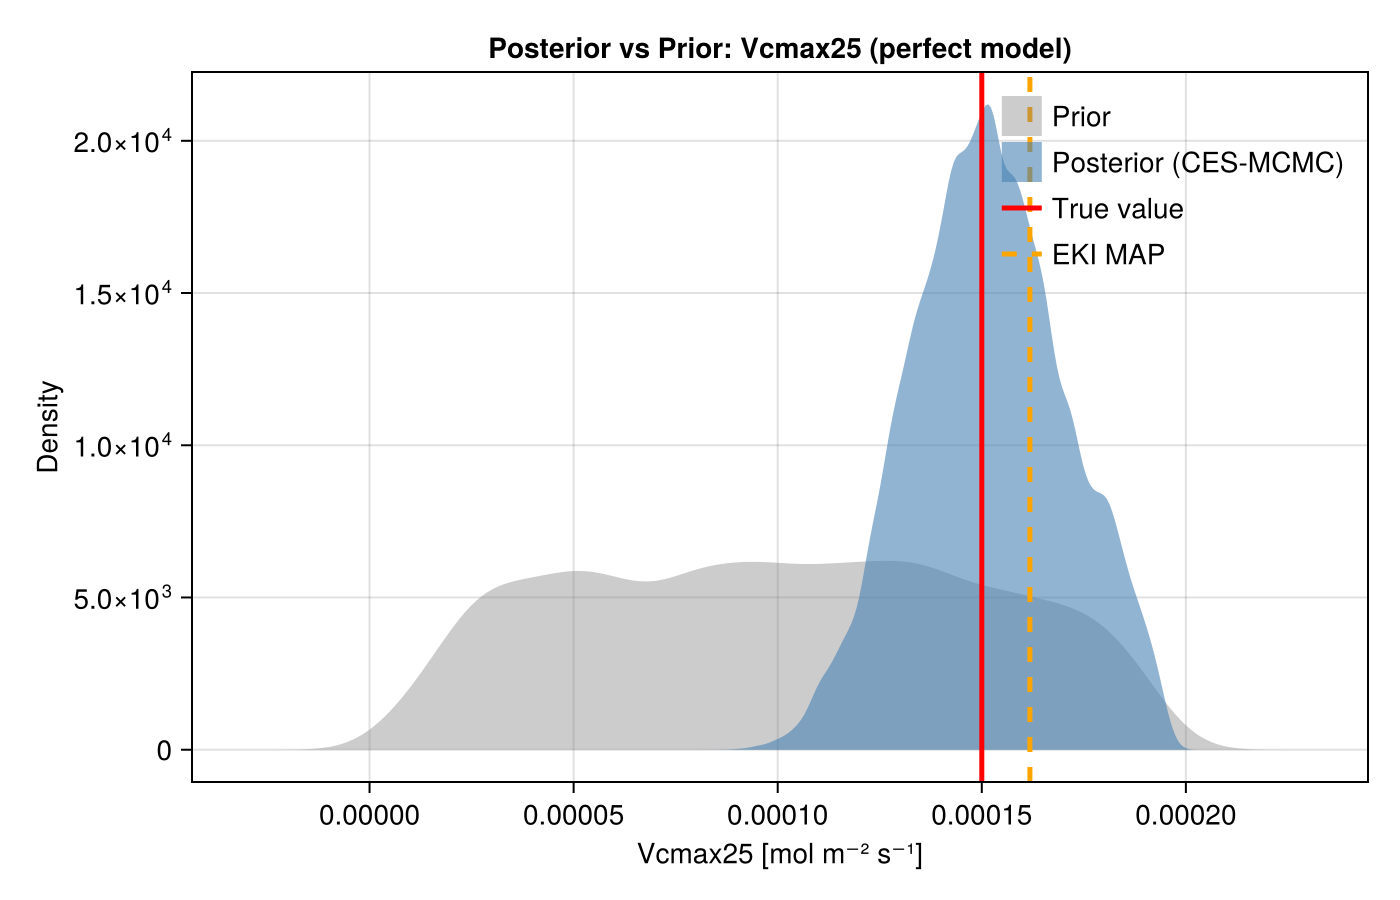 Posterior vs Prior: Vcmax25 (perfect model)
Prior
Posterior (CES-MCMC)
True value
EKI MAP
Density
2.0×10⁴
1.5×10⁴
1.0×10⁴
5.0×10³
0
0.00000 0.00005 0.00010 0.00015 0.00020
Vcmax25 [mol m⁻² s⁻¹]